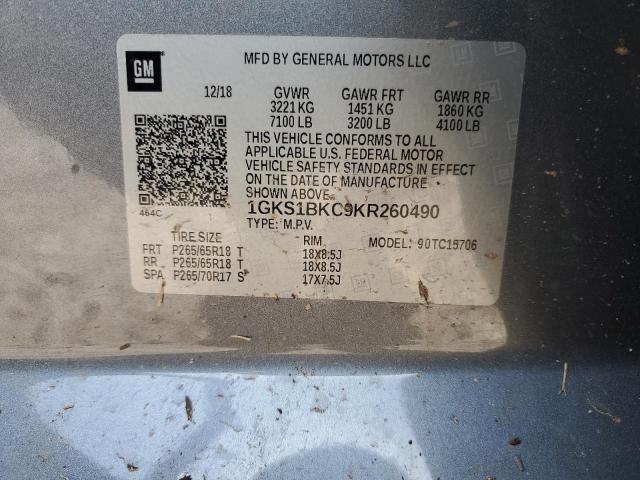 GM
MFD BY GENERAL MOTORS LLC
12/18 GVWR GAWR FRT GAWR RR
3221 KG 1451 KG 1860 KG
7100 LB 3200 LB 4100 LB
THIS VEHICLE CONFORMS TO ALL
APPLICABLE U.S. FEDERAL MOTOR
VEHICLE SAFETY STANDARDS IN EFFECT
ON THE DATE OF MANUFACTURE
SHOWN ABOVE.
464C 1GKS1BKC9KR260490
TYPE: M.P.V.
TIRE SIZE RIM MODEL: 90TC15706
FRT P265/65R18 T 18X8.5J
RR P265/65R18 T 18X8.5J
SPA P265/70R17 S 17X7.5J